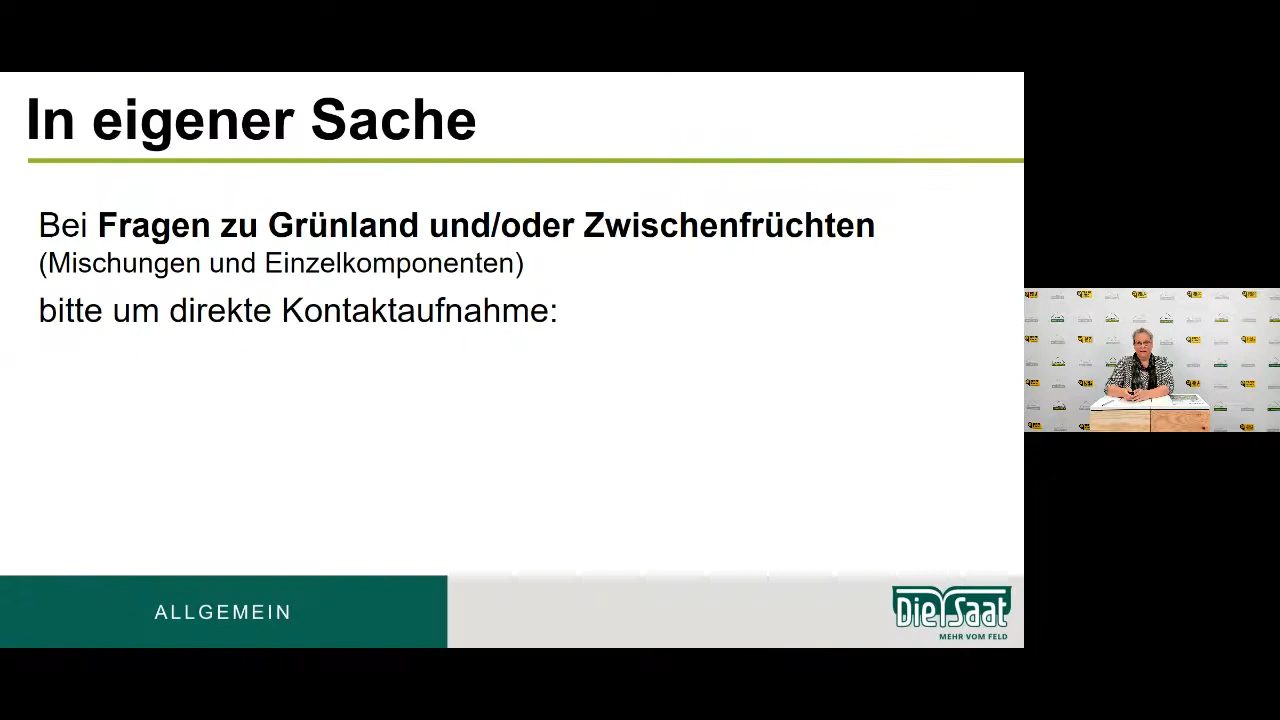 In eigener Sache
Bei Fragen zu Grünland und/oder Zwischenfrüchten
(Mischungen und Einzelkomponenten)
bitte um direkte Kontaktaufnahme:
ALLGEMEIN
Die Saat
MEHR VOM FELD